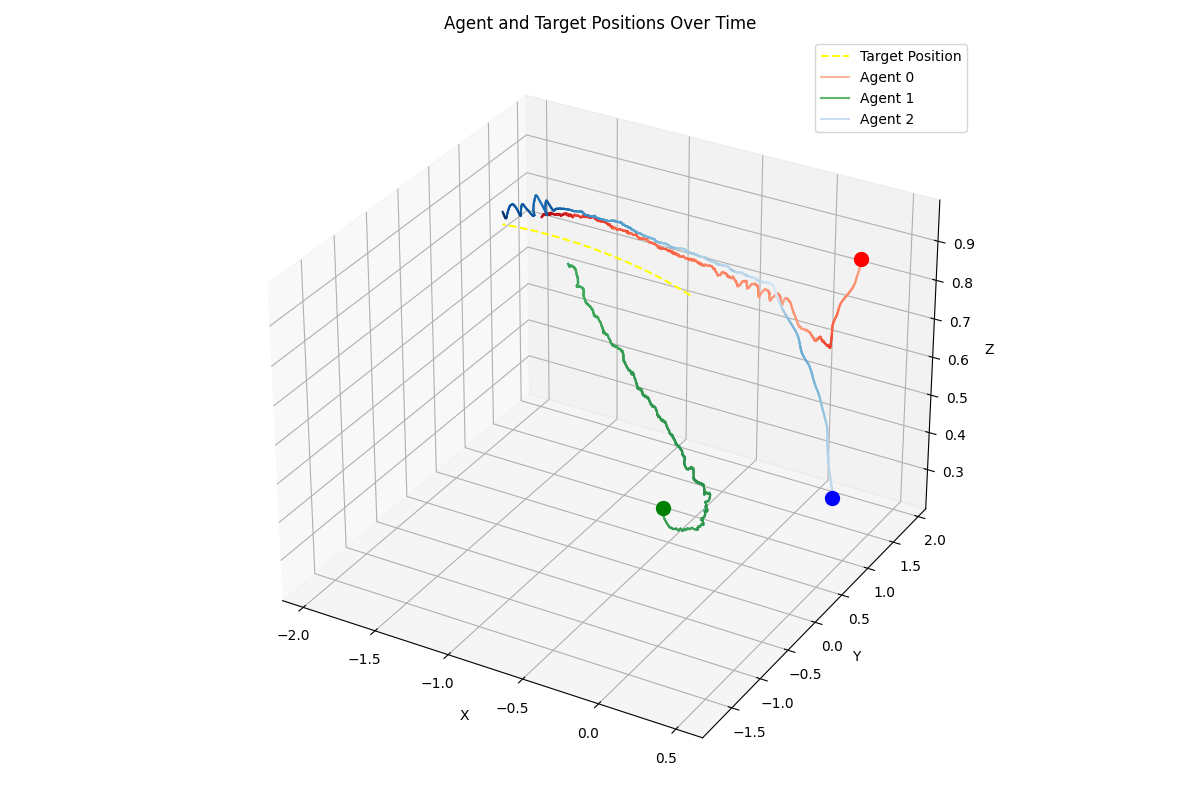 Agent and Target Positions Over Time
Target Position
Agent 0
Agent 1
Agent 2
0.9
0.8
0.7
0.6
0.5
0.4
0.3
Z
2.0
1.5
1.0
0.5
0.0
−0.5
−1.0
−1.5
Y
−2.0
−1.5
−1.0
−0.5
0.0
0.5
X